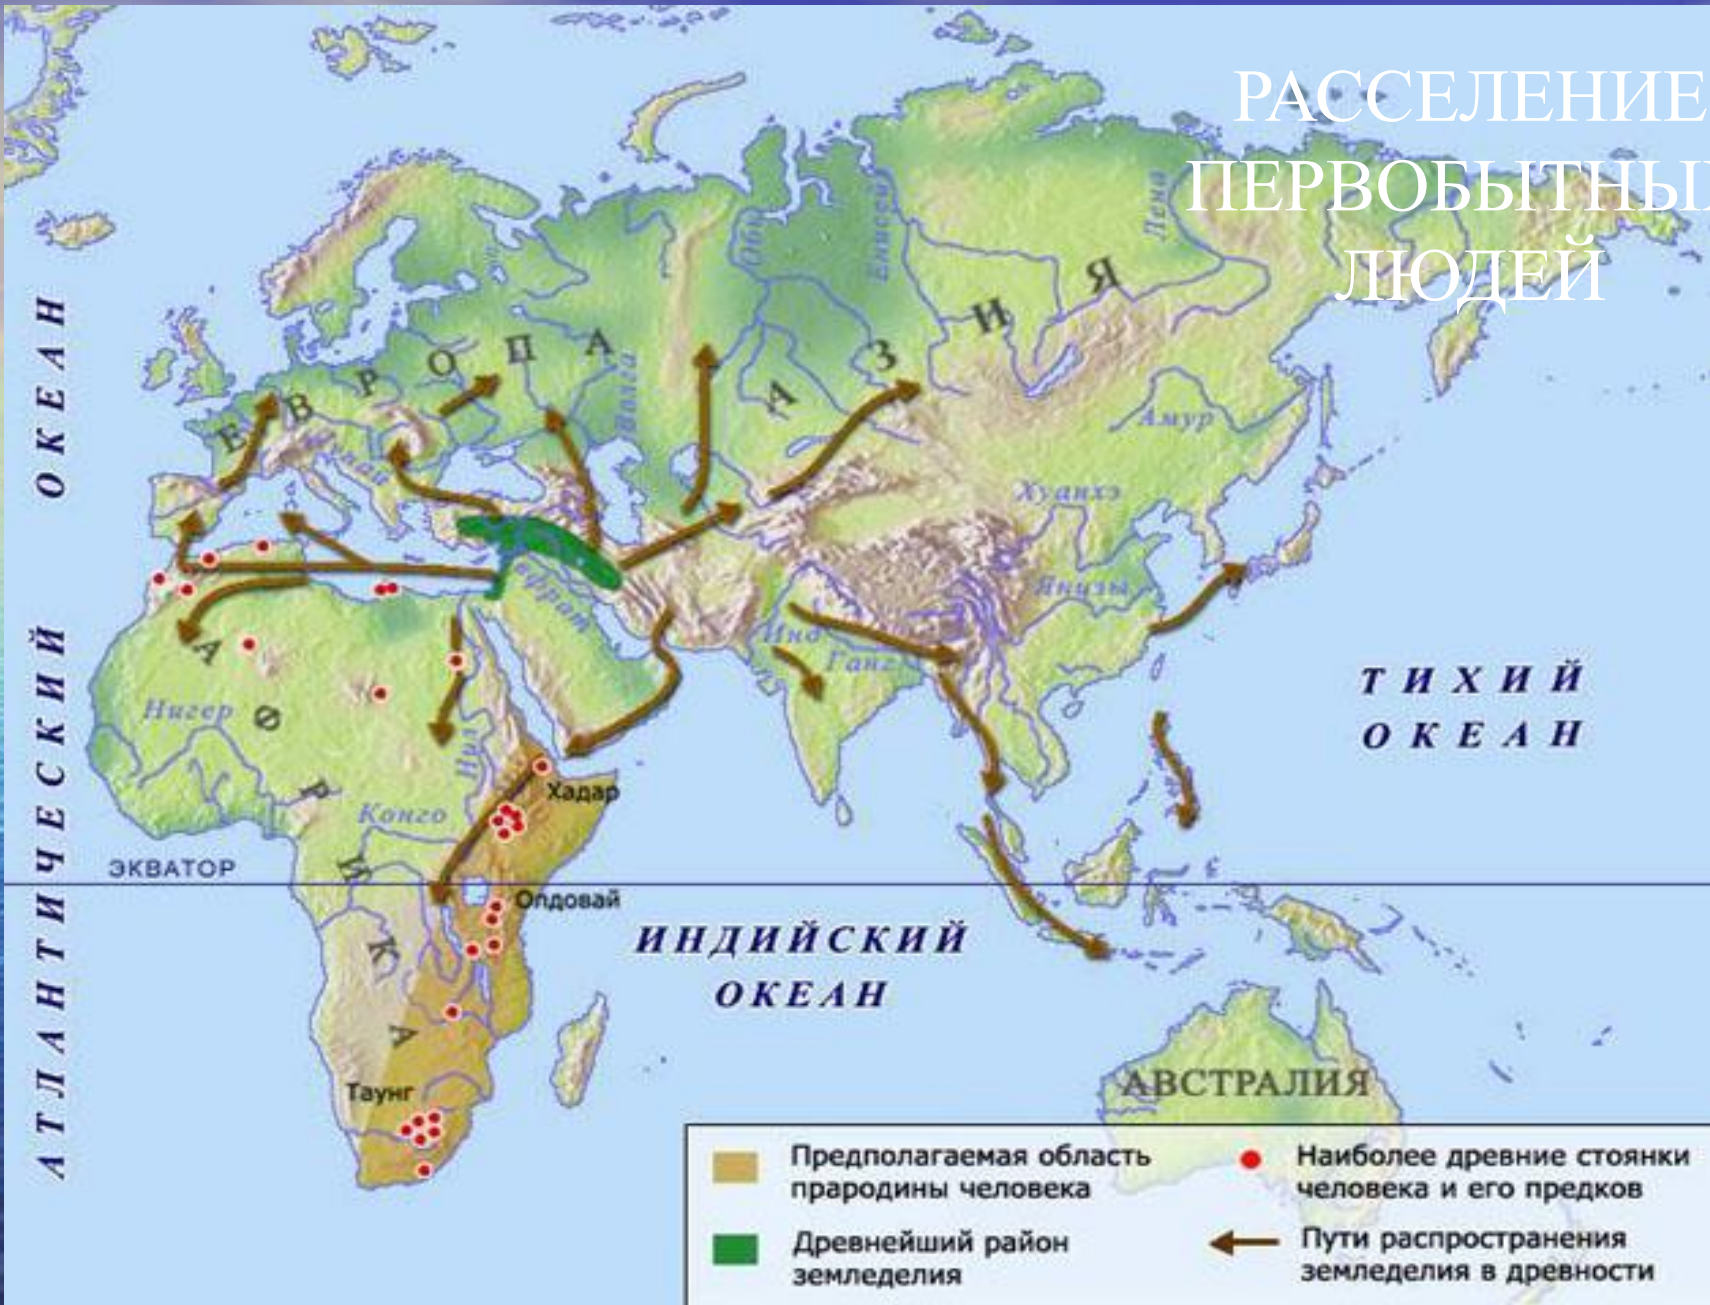 РАССЕЛЕНИЕ
ПЕРВОБЫТНЫХ
ЛЮДЕЙ
ЕВРОПА
АЗИЯ
АФРИКА
АВСТРАЛИЯ
АТЛАНТИЧЕСКИЙ ОКЕАН
ТИХИЙ
ОКЕАН
ИНДИЙСКИЙ
ОКЕАН
Обь
Енисей
Лена
Волга
Дунай
Амур
Хуанхэ
Янцзы
Инд
Ганг
Евфрат
Нигер
Нил
Конго
Хадар
ЭКВАТОР
Олдовай
Таунг
Предполагаемая область
прародины человека
Древнейший район
земледелия
Наиболее древние стоянки
человека и его предков
Пути распространения
земледелия в древности